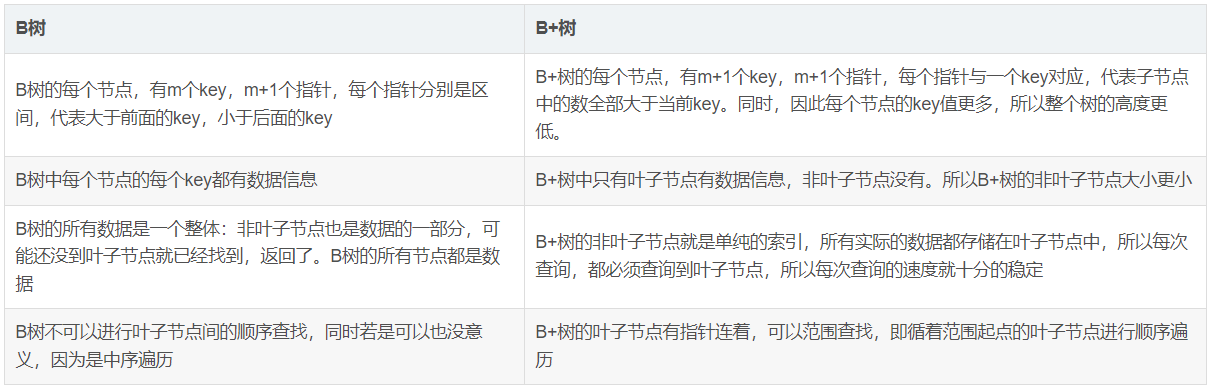 B树
B+树
B树的每个节点，有m个key，m+1个指针，每个指针分别是区
间，代表大于前面的key，小于后面的key
B+树的每个节点，有m+1个key，m+1个指针，每个指针与一个key对应，代表子节点
中的数全部大于当前key。同时，因此每个节点的key值更多，所以整个树的高度更
低。
B树中每个节点的每个key都有数据信息
B+树中只有叶子节点有数据信息，非叶子节点没有。所以B+树的非叶子节点大小更小
B树的所有数据是一个整体：非叶子节点也是数据的一部分，可
能还没到叶子节点就已经找到，返回了。B树的所有节点都是数
据
B+树的非叶子节点就是单纯的索引，所有实际的数据都存储在叶子节点中，所以每次
查询，都必须查询到叶子节点，所以每次查询的速度就十分的稳定
B树不可以进行叶子节点间的顺序查找，同时若是可以也没意
义，因为是中序遍历
B+树的叶子节点有指针连着，可以范围查找，即循着范围起点的叶子节点进行顺序遍
历